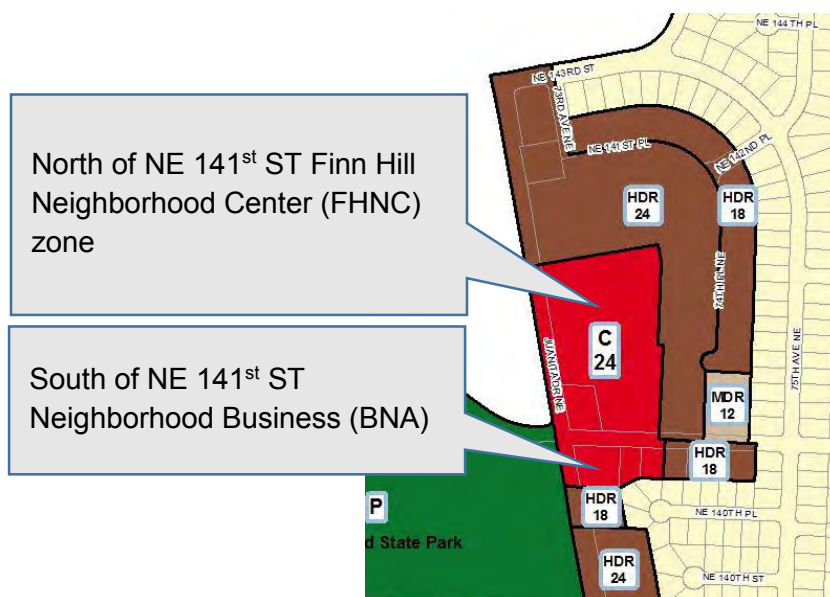 North of NE 141st ST Finn Hill
Neighborhood Center (FHNC)
zone
South of NE 141st ST
Neighborhood Business (BNA)
NE 144TH PL
NE 143RD ST
73RD AVE NE
NE 141ST PL
NE 142ND PL
HDR
24
HDR
18
74TH PL NE
75TH AVE NE
C
24
JUANITA DR NE
MDR
12
HDR
18
HDR
18
P
NE 140TH PL
d State Park
HDR
24
NE 140TH ST